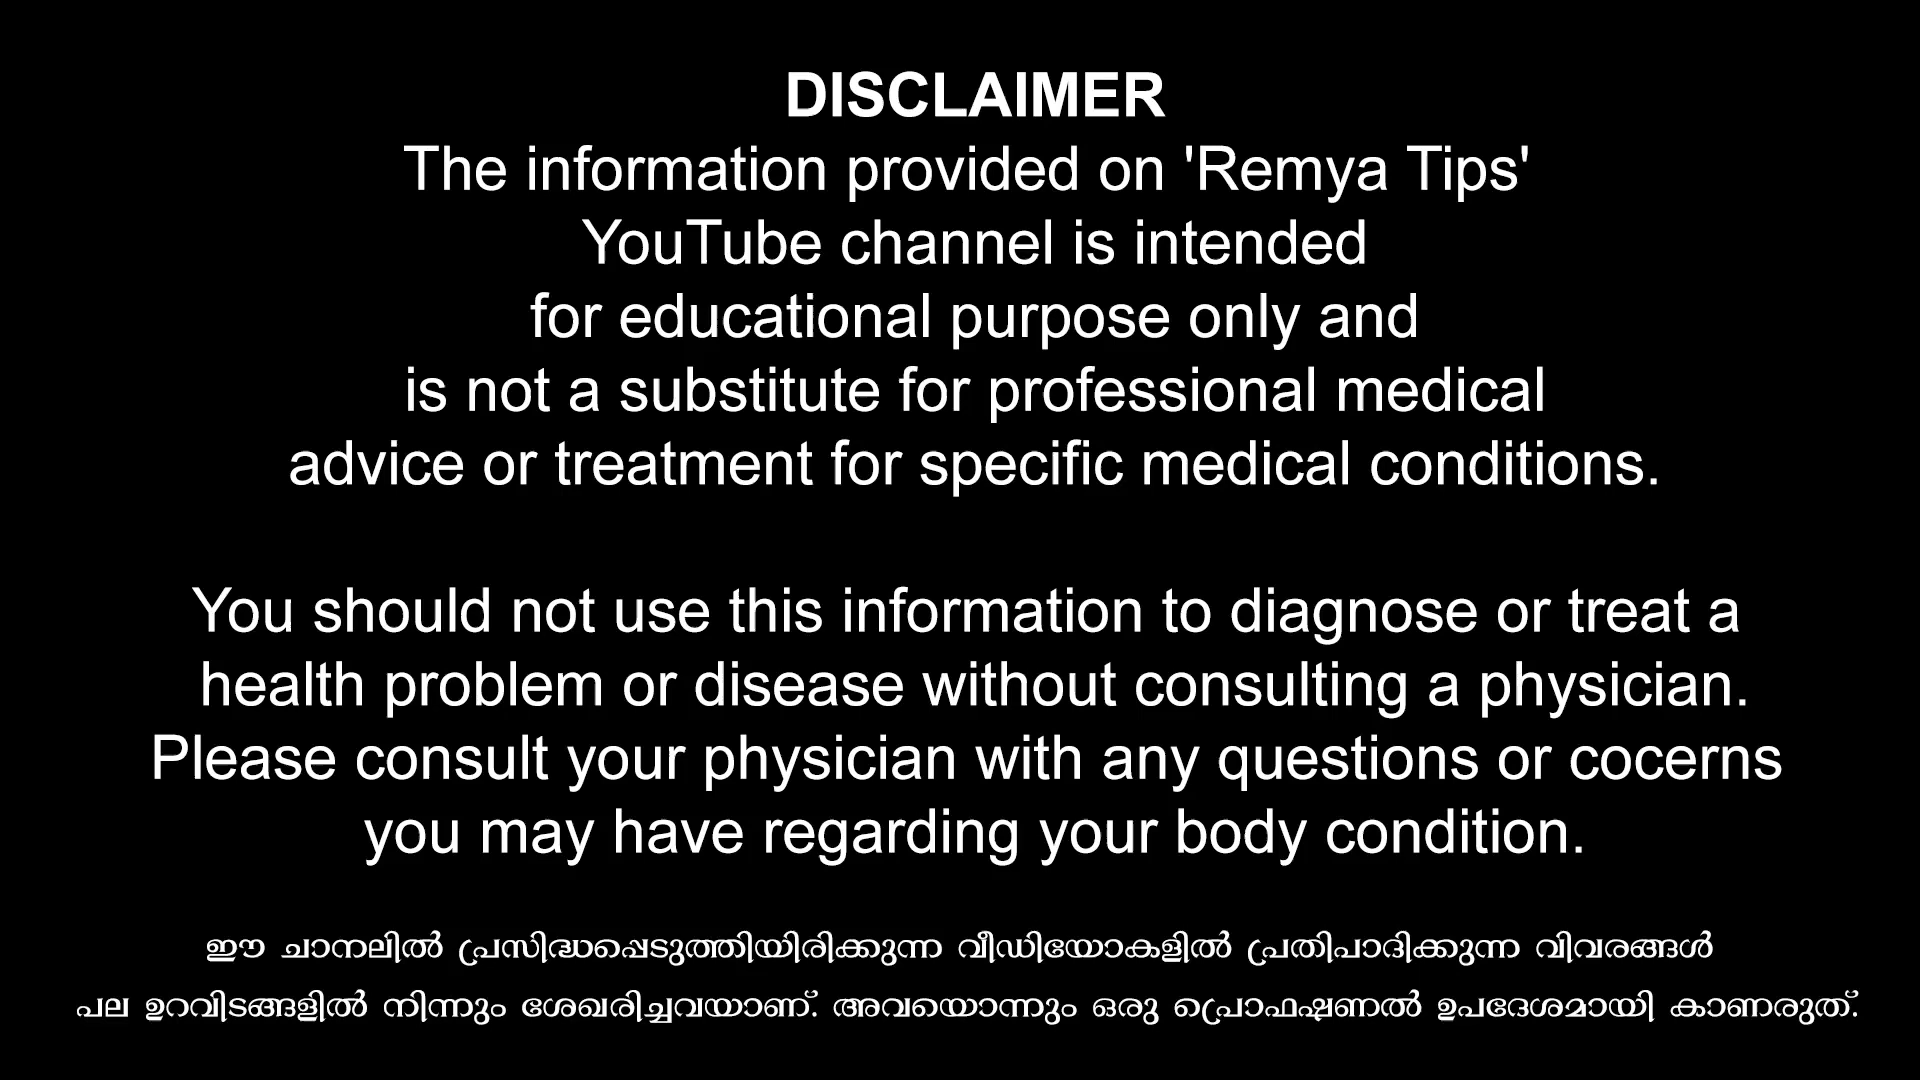 DISCLAIMER
The information provided on 'Remya Tips'
YouTube channel is intended
for educational purpose only and
is not a substitute for professional medical
advice or treatment for specific medical conditions.
You should not use this information to diagnose or treat a
health problem or disease without consulting a physician.
Please consult your physician with any questions or cocerns
you may have regarding your body condition.
ഈ ചാനലിൽ പ്രസിദ്ധപ്പെടുത്തിയിരിക്കുന്ന വീഡിയോകളിൽ പ്രതിപാദിക്കുന്ന വിവരങ്ങൾ
പല ഉറവിടങ്ങളിൽ നിന്നും ശേഖരിച്ചവയാണ്. അവയൊന്നും ഒരു പ്രൊഫഷണൽ ഉപദേശമായി കാണരുത്.